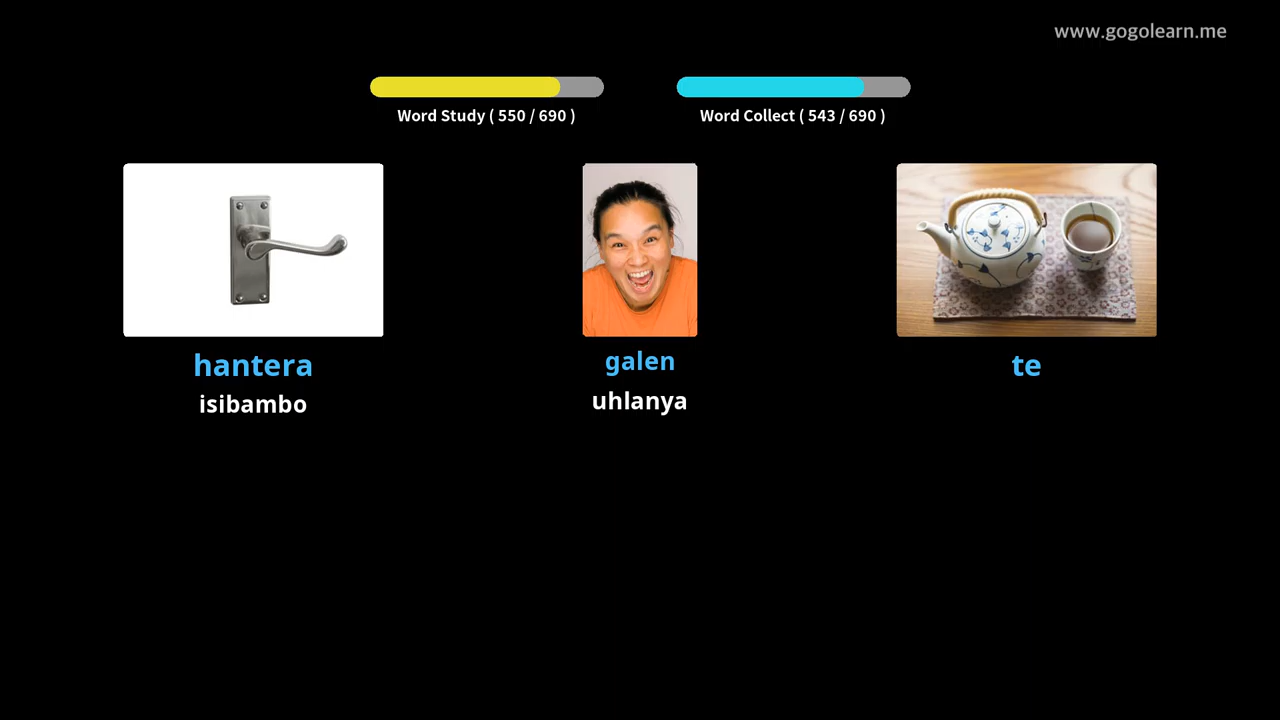 www.gogolearn.me
Word Study ( 550 / 690 )
Word Collect ( 543 / 690 )
hantera
isibambo
galen
uhlanya
te